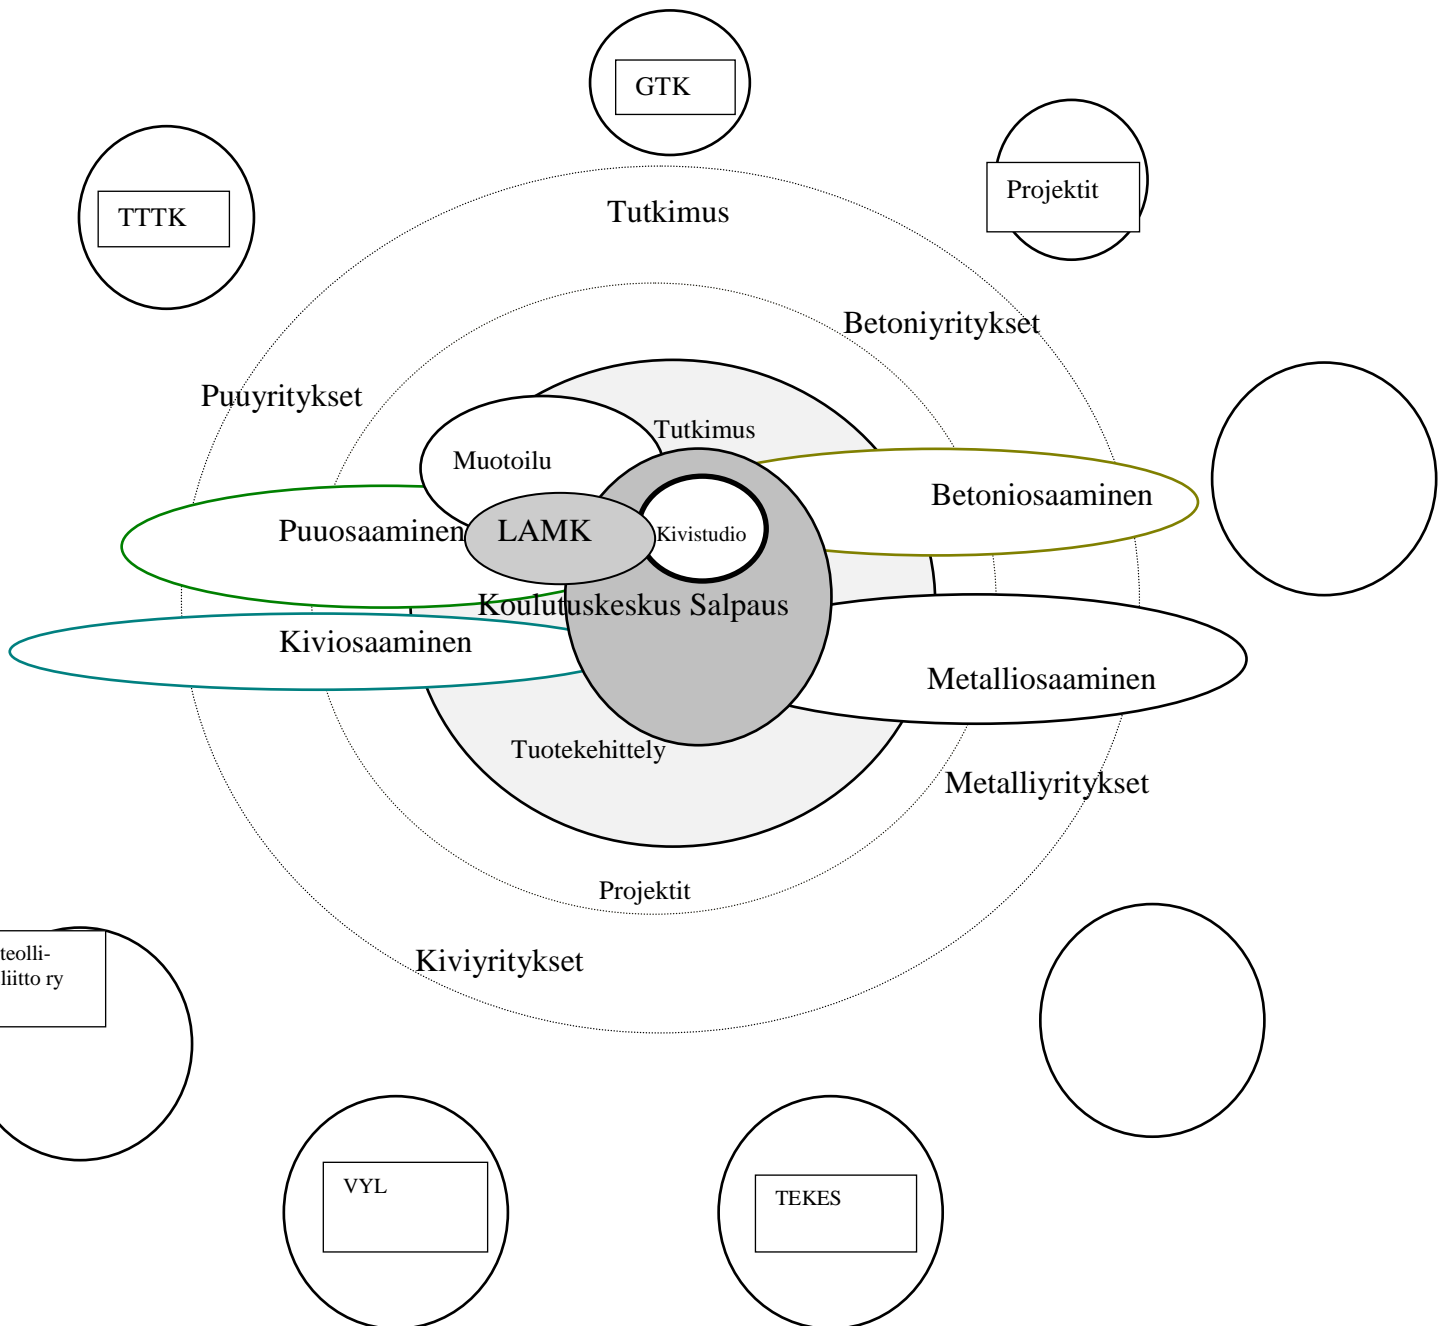 GTK
Projektit
TTTK
Tutkimus
Betoniyritykset
Puuyritykset
Tutkimus
Muotoilu
Betoniosaaminen
Puuosaaminen
LAMK
Kivistudio
Koulutuskeskus Salpaus
Kiviosaaminen
Metalliosaaminen
Tuotekehittely
Metalliyritykset
Projektit
teolli-
liitto ry
Kiviyritykset
VYL
TEKES